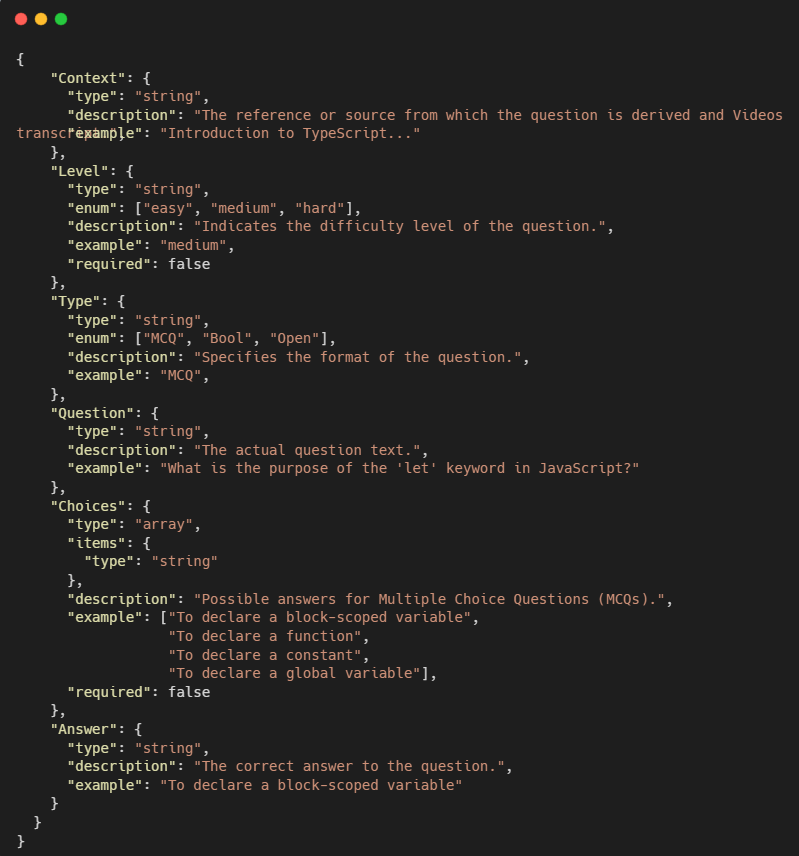 {
    "Context": {
      "type": "string",
      "description": "The reference or source from which the question is derived and Videos
transcript.",
      "example": "Introduction to TypeScript..."
    },
    "Level": {
      "type": "string",
      "enum": ["easy", "medium", "hard"],
      "description": "Indicates the difficulty level of the question.",
      "example": "medium",
      "required": false
    },
    "Type": {
      "type": "string",
      "enum": ["MCQ", "Bool", "Open"],
      "description": "Specifies the format of the question.",
      "example": "MCQ",
    },
    "Question": {
      "type": "string",
      "description": "The actual question text.",
      "example": "What is the purpose of the 'let' keyword in JavaScript?"
    },
    "Choices": {
      "type": "array",
      "items": {
        "type": "string"
      },
      "description": "Possible answers for Multiple Choice Questions (MCQs).",
      "example": ["To declare a block-scoped variable",
                  "To declare a function",
                  "To declare a constant",
                  "To declare a global variable"],
      "required": false
    },
    "Answer": {
      "type": "string",
      "description": "The correct answer to the question.",
      "example": "To declare a block-scoped variable"
    }
  }
}